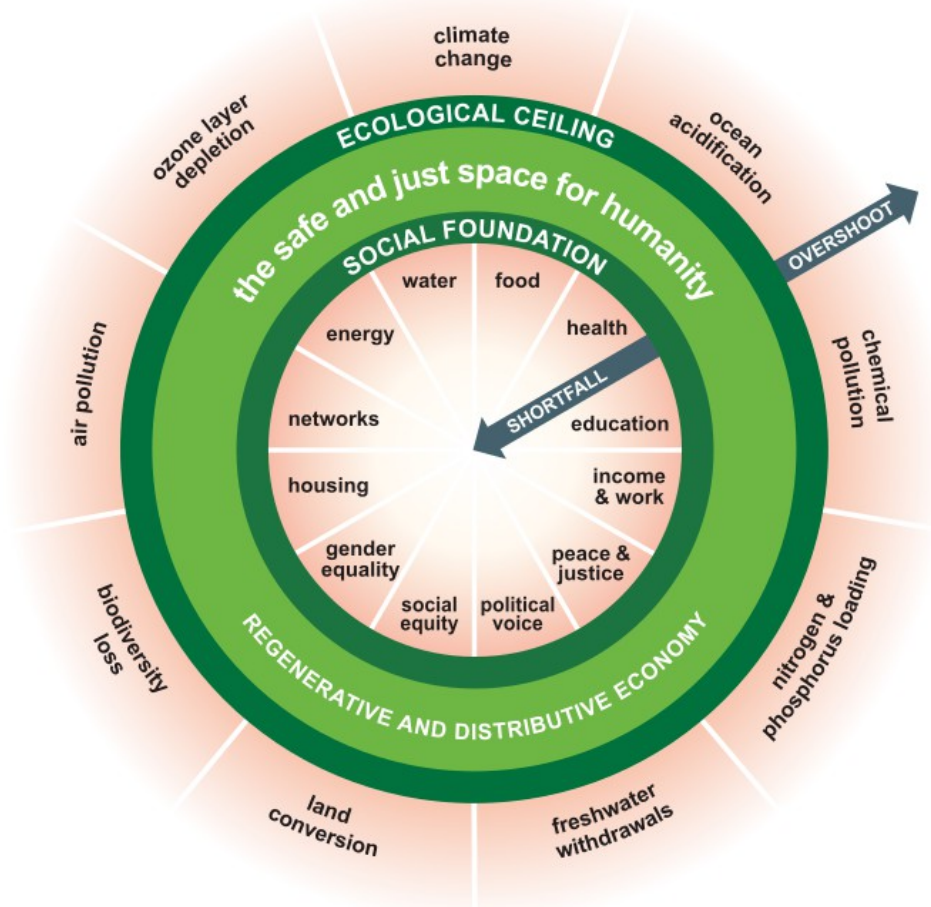 climate
change
ozone layer
depletion
ocean
acidification
ECOLOGICAL CEILING
the safe and just space for humanity
SOCIAL FOUNDATION
OVERSHOOT
water
food
energy
health
SHORTFALL
air pollution
chemical
pollution
networks
education
housing
income
& work
gender
equality
peace &
justice
social
equity
political
voice
REGENERATIVE AND DISTRIBUTIVE ECONOMY
biodiversity
loss
nitrogen &
phosphorus loading
land
conversion
freshwater
withdrawals